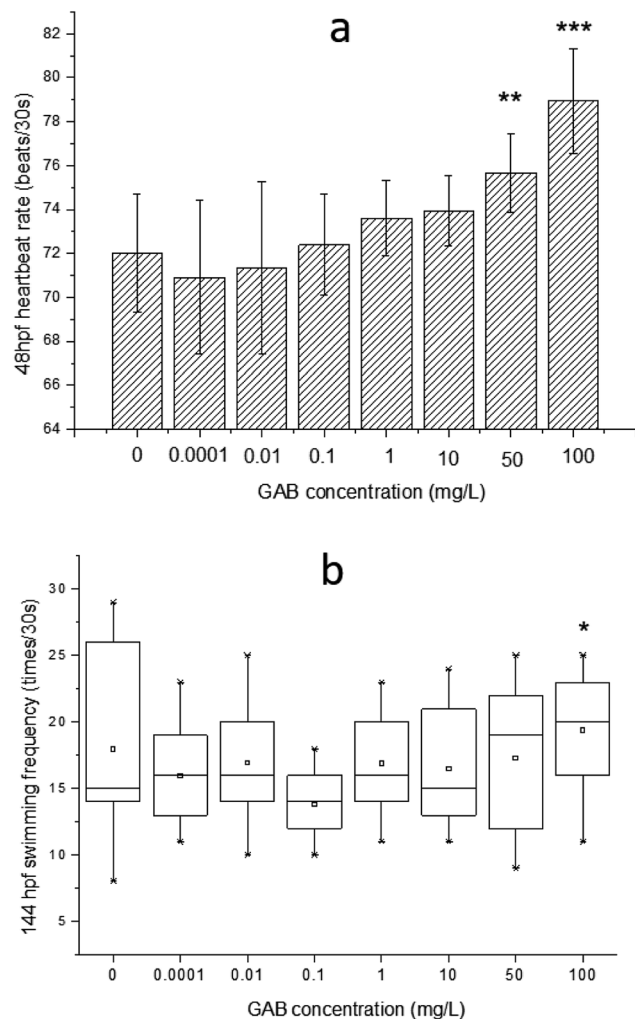 a
82
80
78
76
74
72
70
68
66
64
48hpf heartbeat rate (beats/30s)
**
***
0 0.0001 0.01 0.1 1 10 50 100
GAB concentration (mg/L)
b
30
25
20
15
10
5
144 hpf swimming frequency (times/30s)
*
0 0.0001 0.01 0.1 1 10 50 100
GAB concentration (mg/L)